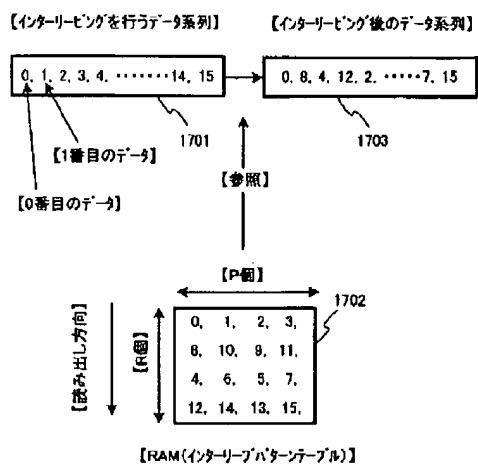 【インターリービングを行うデータ系列】
【インターリービング後のデータ系列】
0, 1, 2, 3, 4, ········14, 15
0, 8, 4, 12, 2, ·····7, 15
1701
1703
【1番目のデータ】
【0番目のデータ】
【参照】
【P個】
1702
【読み出し方向】
【R個】
0, 1, 2, 3,
8, 10, 9, 11,
4, 6, 5, 7,
12, 14, 13, 15,
【RAM(インターリーブパターンテーブル)】